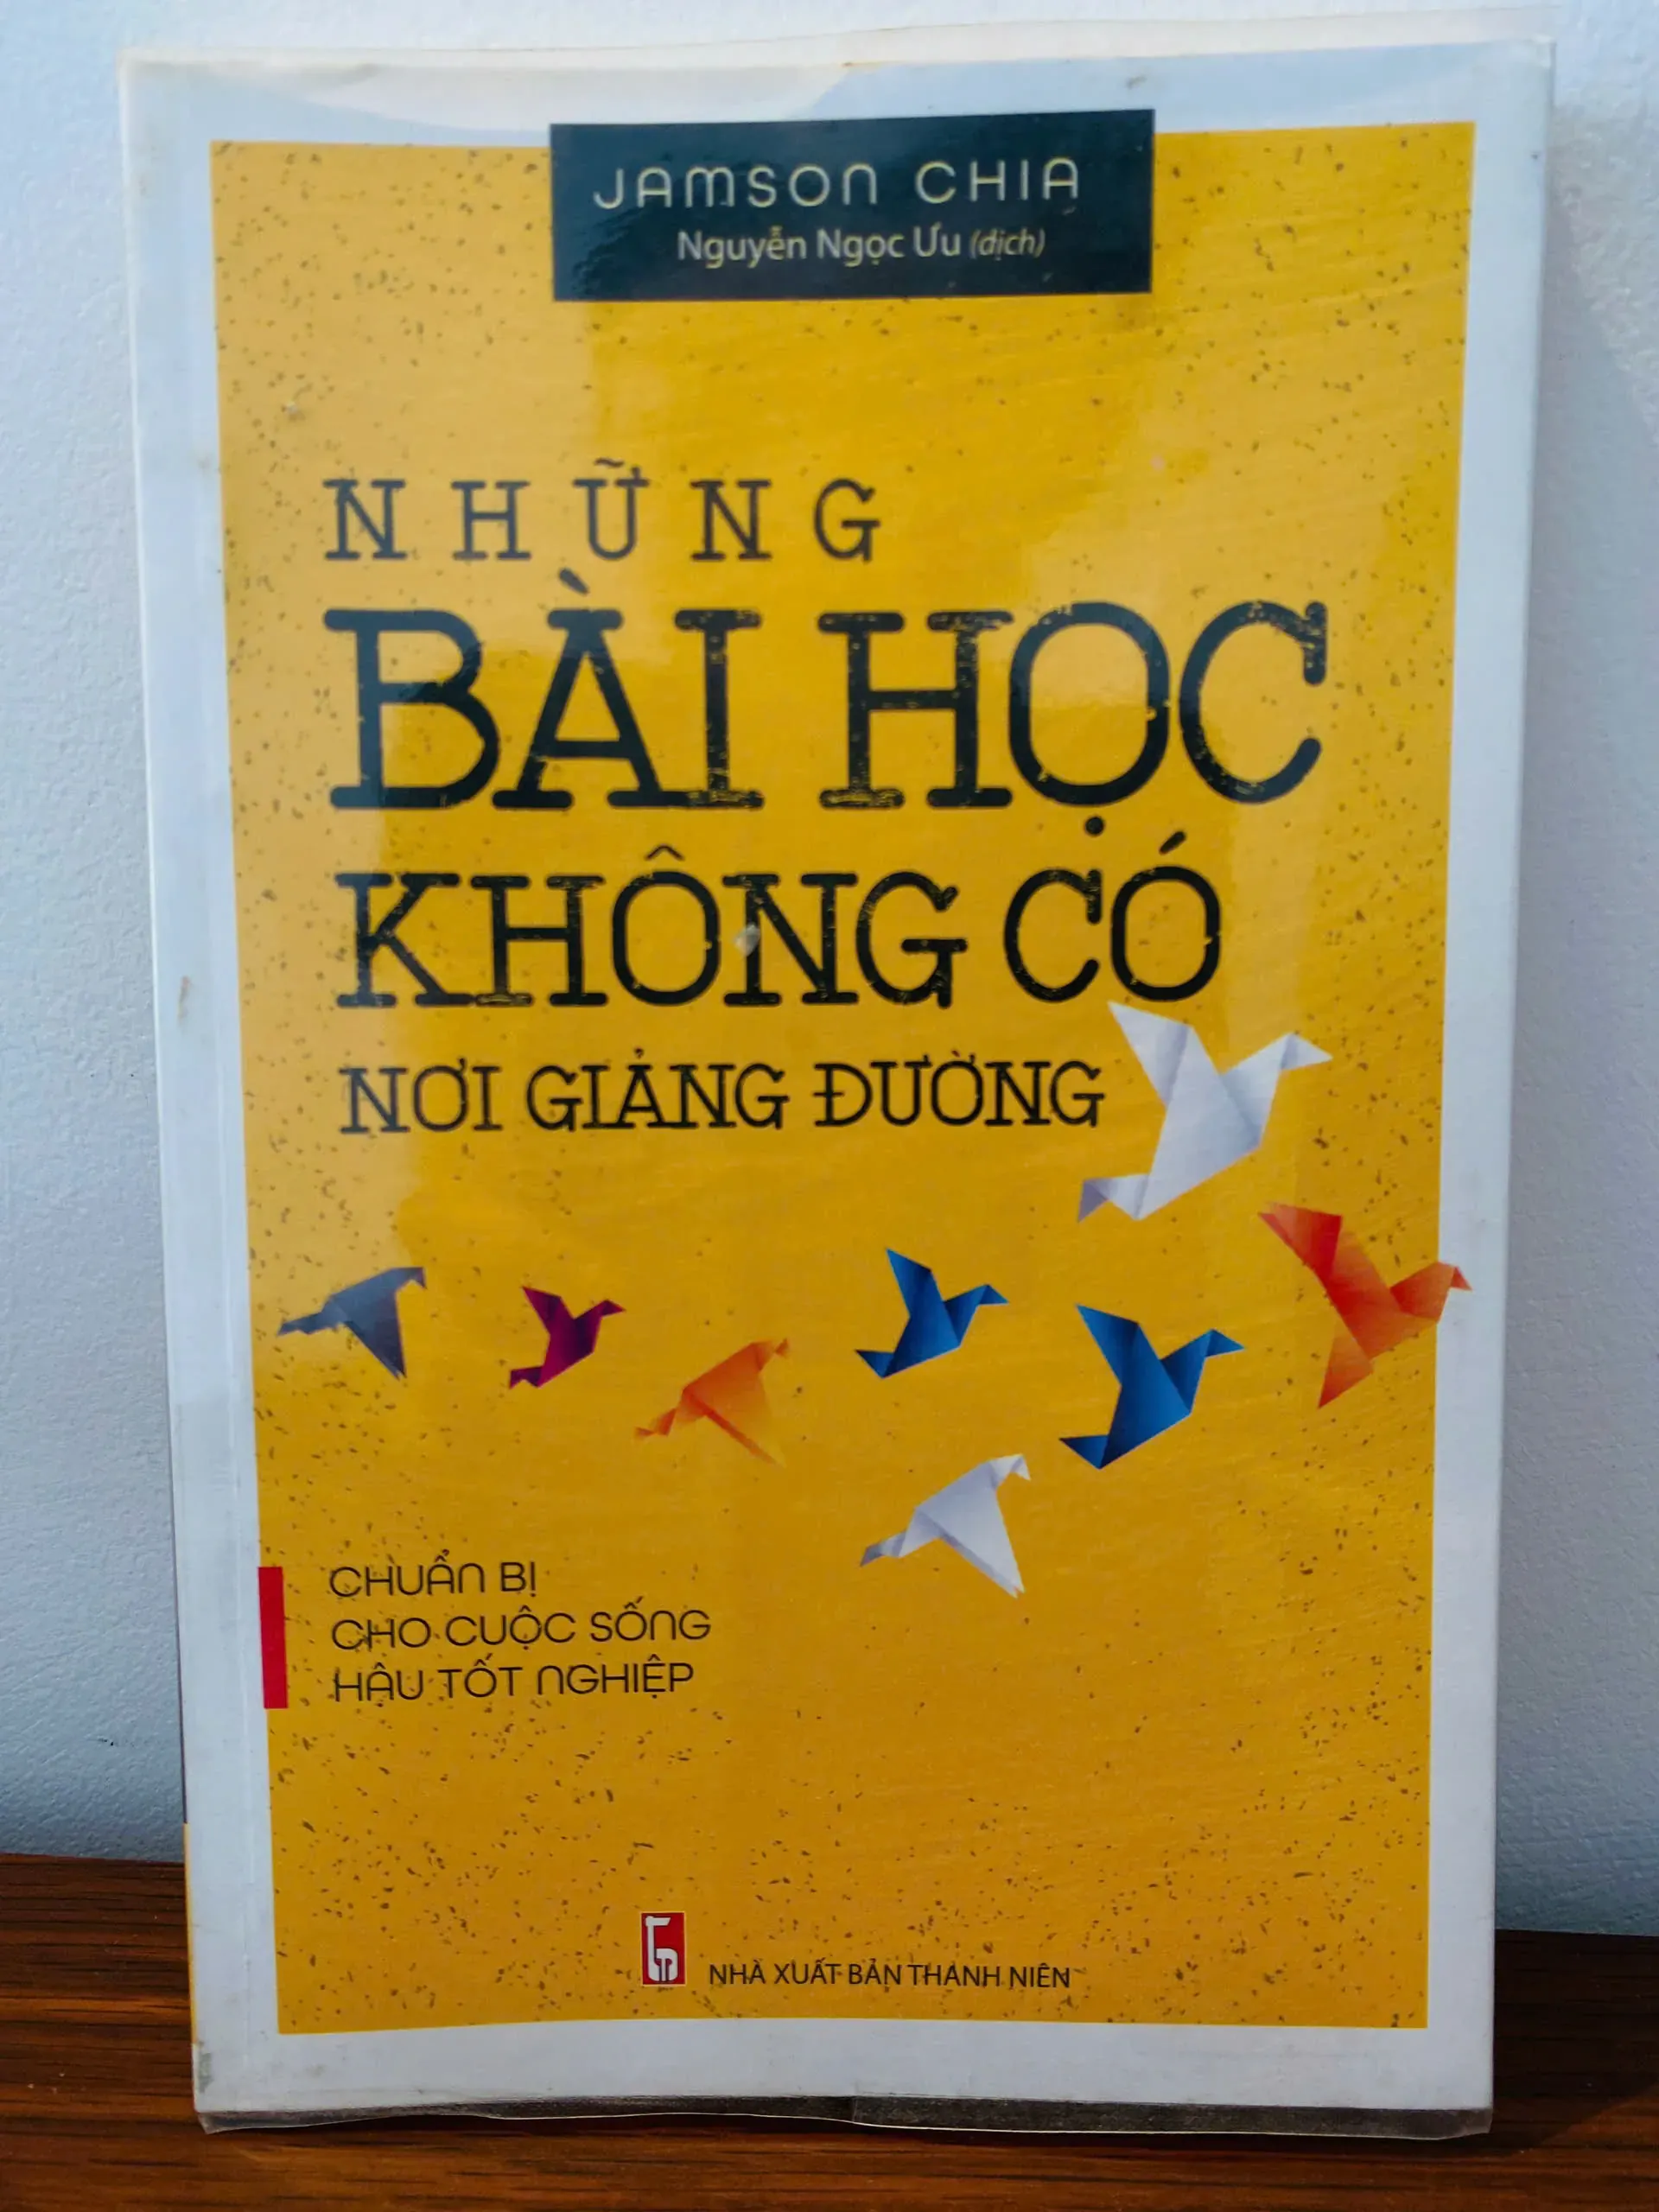 JAMSON CHIA
Nguyễn Ngọc Ưu (dịch)
NHỮNG
BÀI HỌC
KHÔNG CÓ
NƠI GIẢNG ĐƯỜNG
CHUẨN BỊ
CHO CUỘC SỐNG
HẬU TỐT NGHIỆP
NHÀ XUẤT BẢN THANH NIÊN